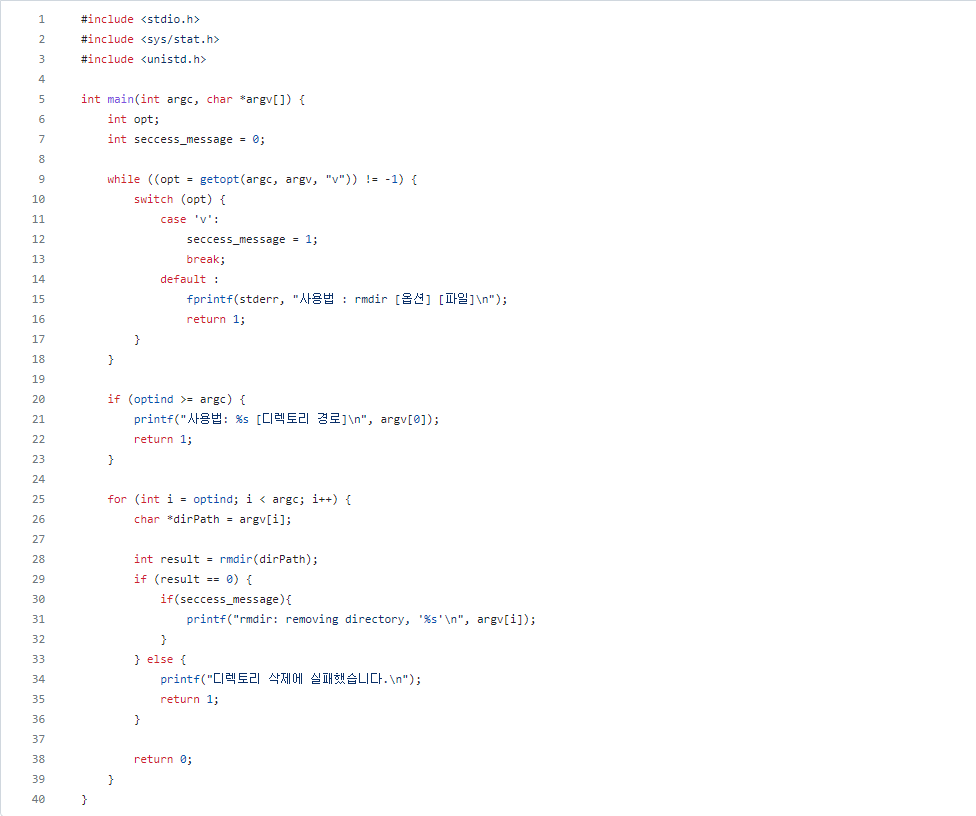 1 #include <stdio.h>
2 #include <sys/stat.h>
3 #include <unistd.h>
4
5 int main(int argc, char *argv[]) {
6     int opt;
7     int seccess_message = 0;
8
9     while ((opt = getopt(argc, argv, "v")) != -1) {
10         switch (opt) {
11             case 'v':
12                 seccess_message = 1;
13                 break;
14             default :
15                 fprintf(stderr, "사용법 : rmdir [옵션] [파일]\n");
16                 return 1;
17         }
18     }
19
20     if (optind >= argc) {
21         printf("사용법: %s [디렉토리 경로]\n", argv[0]);
22         return 1;
23     }
24
25     for (int i = optind; i < argc; i++) {
26         char *dirPath = argv[i];
27
28         int result = rmdir(dirPath);
29         if (result == 0) {
30             if(seccess_message){
31                 printf("rmdir: removing directory, '%s'\n", argv[i]);
32             }
33         } else {
34             printf("디렉토리 삭제에 실패했습니다.\n");
35             return 1;
36         }
37
38         return 0;
39     }
40 }